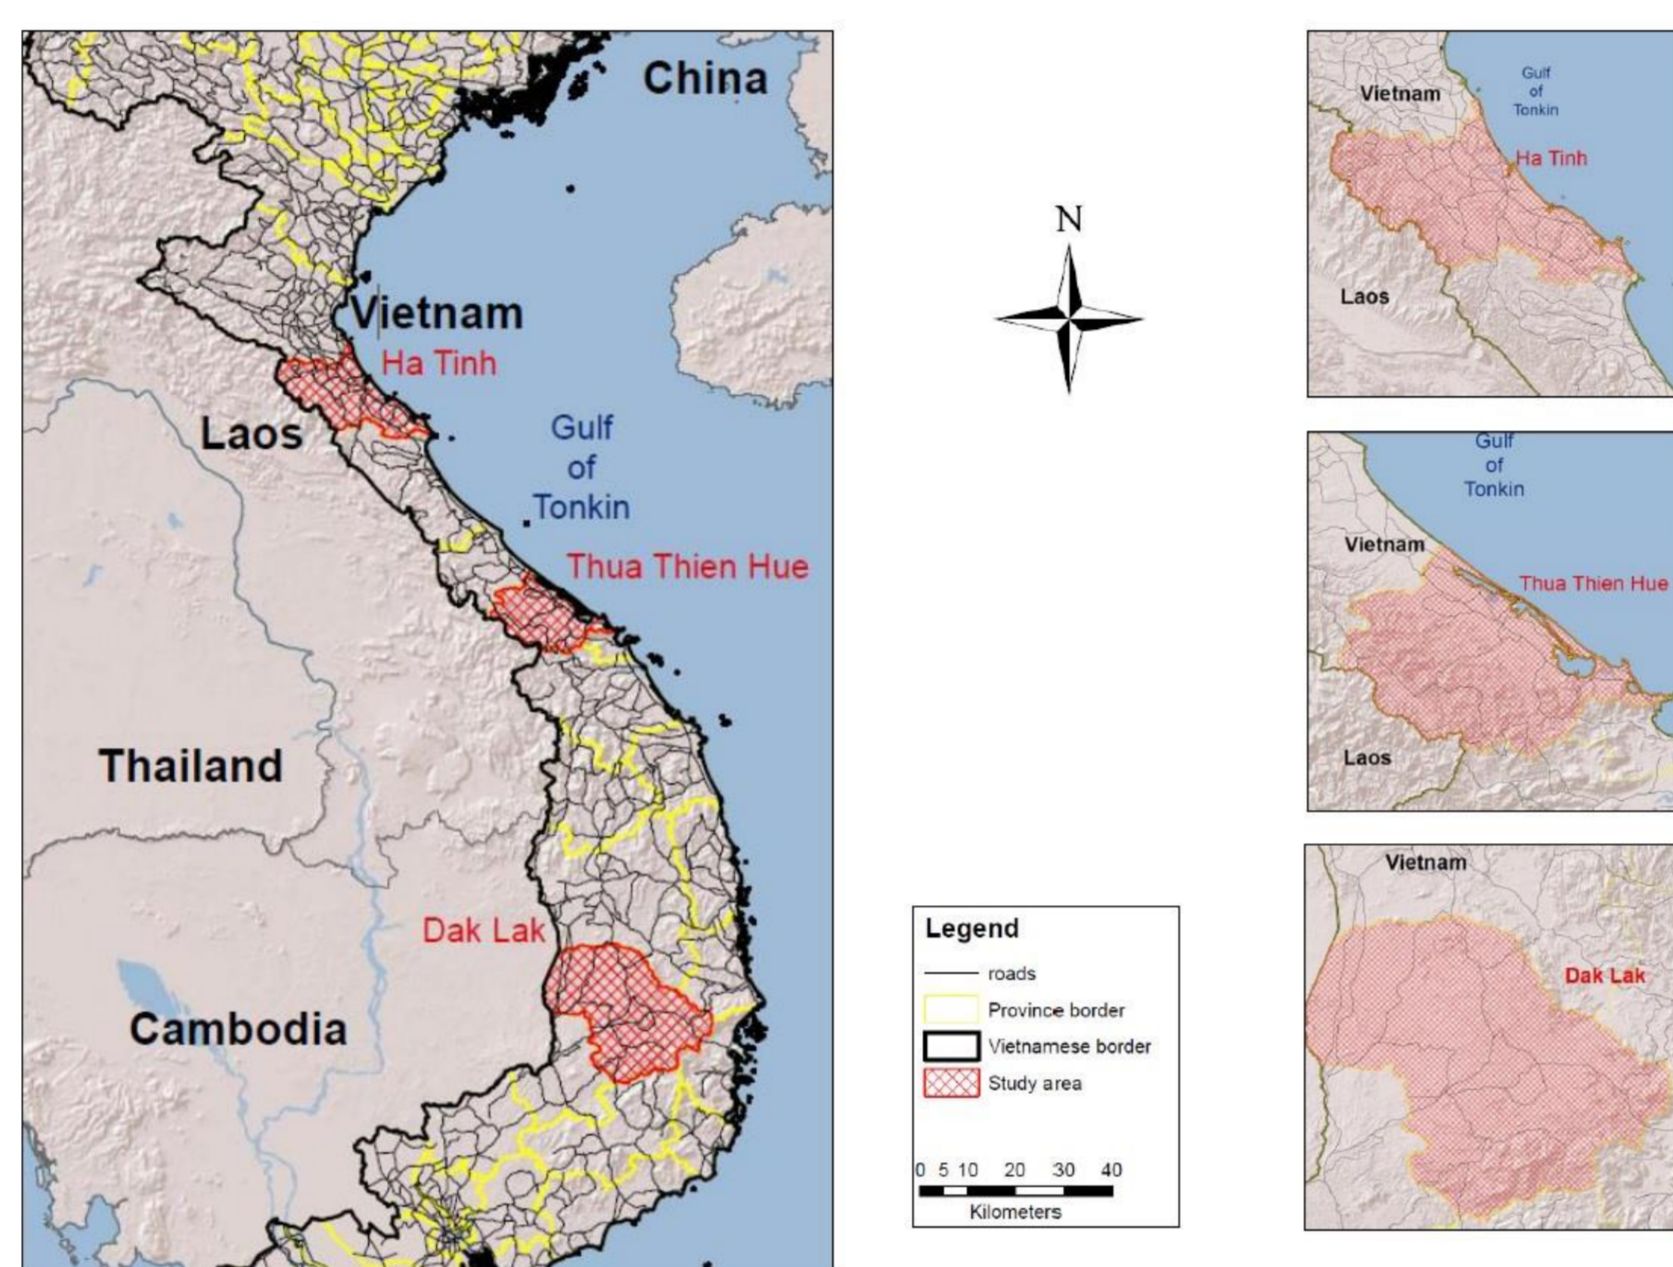 China
Vietnam
Ha Tinh
Laos
Gulf
of
Tonkin
Thua Thien Hue
Thailand
Dak Lak
Cambodia
N
Legend
roads
Province border
Vietnamese border
Study area
0 5 10 20 30 40
Kilometers
Vietnam
Gulf
of
Tonkin
Ha Tinh
Laos
Gulf
of
Tonkin
Vietnam
Thua Thien Hue
Laos
Vietnam
Dak Lak